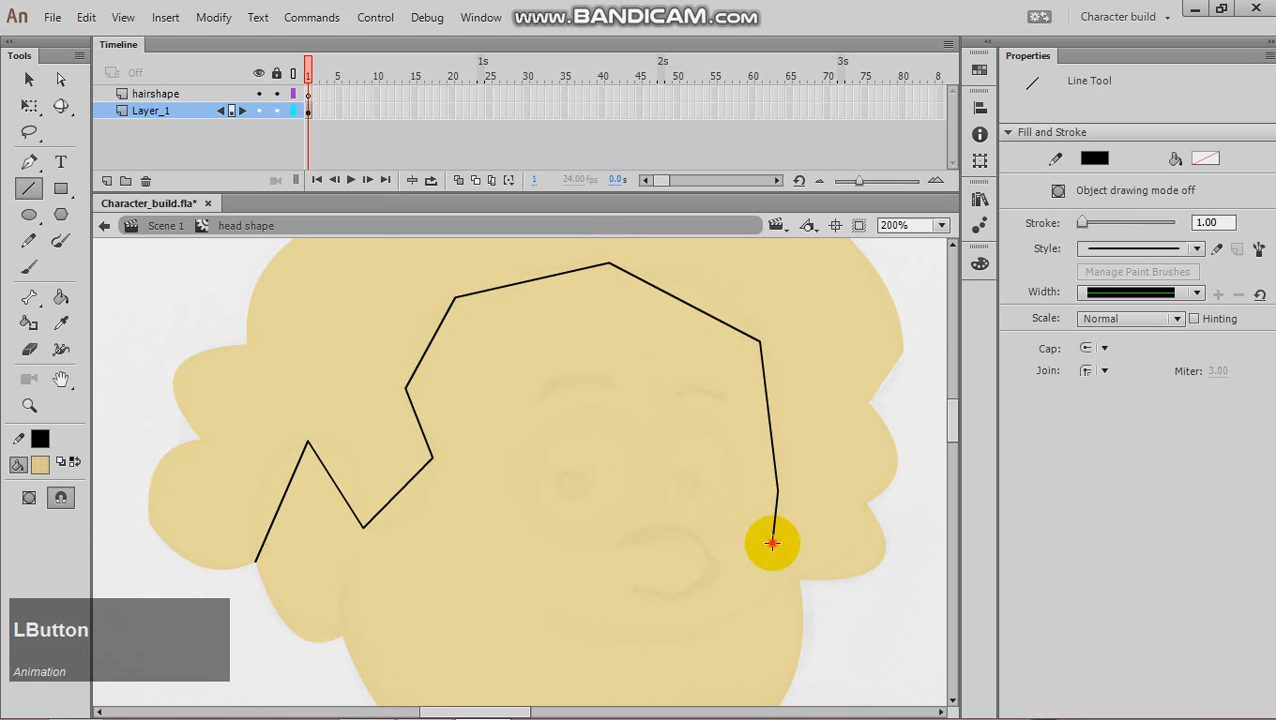 An File Edit View Insert Modify Text Commands Control Debug Window www.BANDICAM.com Character build
Timeline
Tools
Off
1s 2s 3s
1 5 10 15 20 25 30 35 40 45 50 55 60 65 70 75 80 8
hairshape
Layer_1
1 24.00 fps 0.0 s
Character_build.fla* ×
Scene 1 head shape 200%
Properties
Line Tool
Fill and Stroke
Object drawing mode off
Stroke: 1.00
Style:
Manage Paint Brushes
Width:
Scale: Normal Hinting
Cap:
Join: Miter: 3.00
T
LButton
Animation